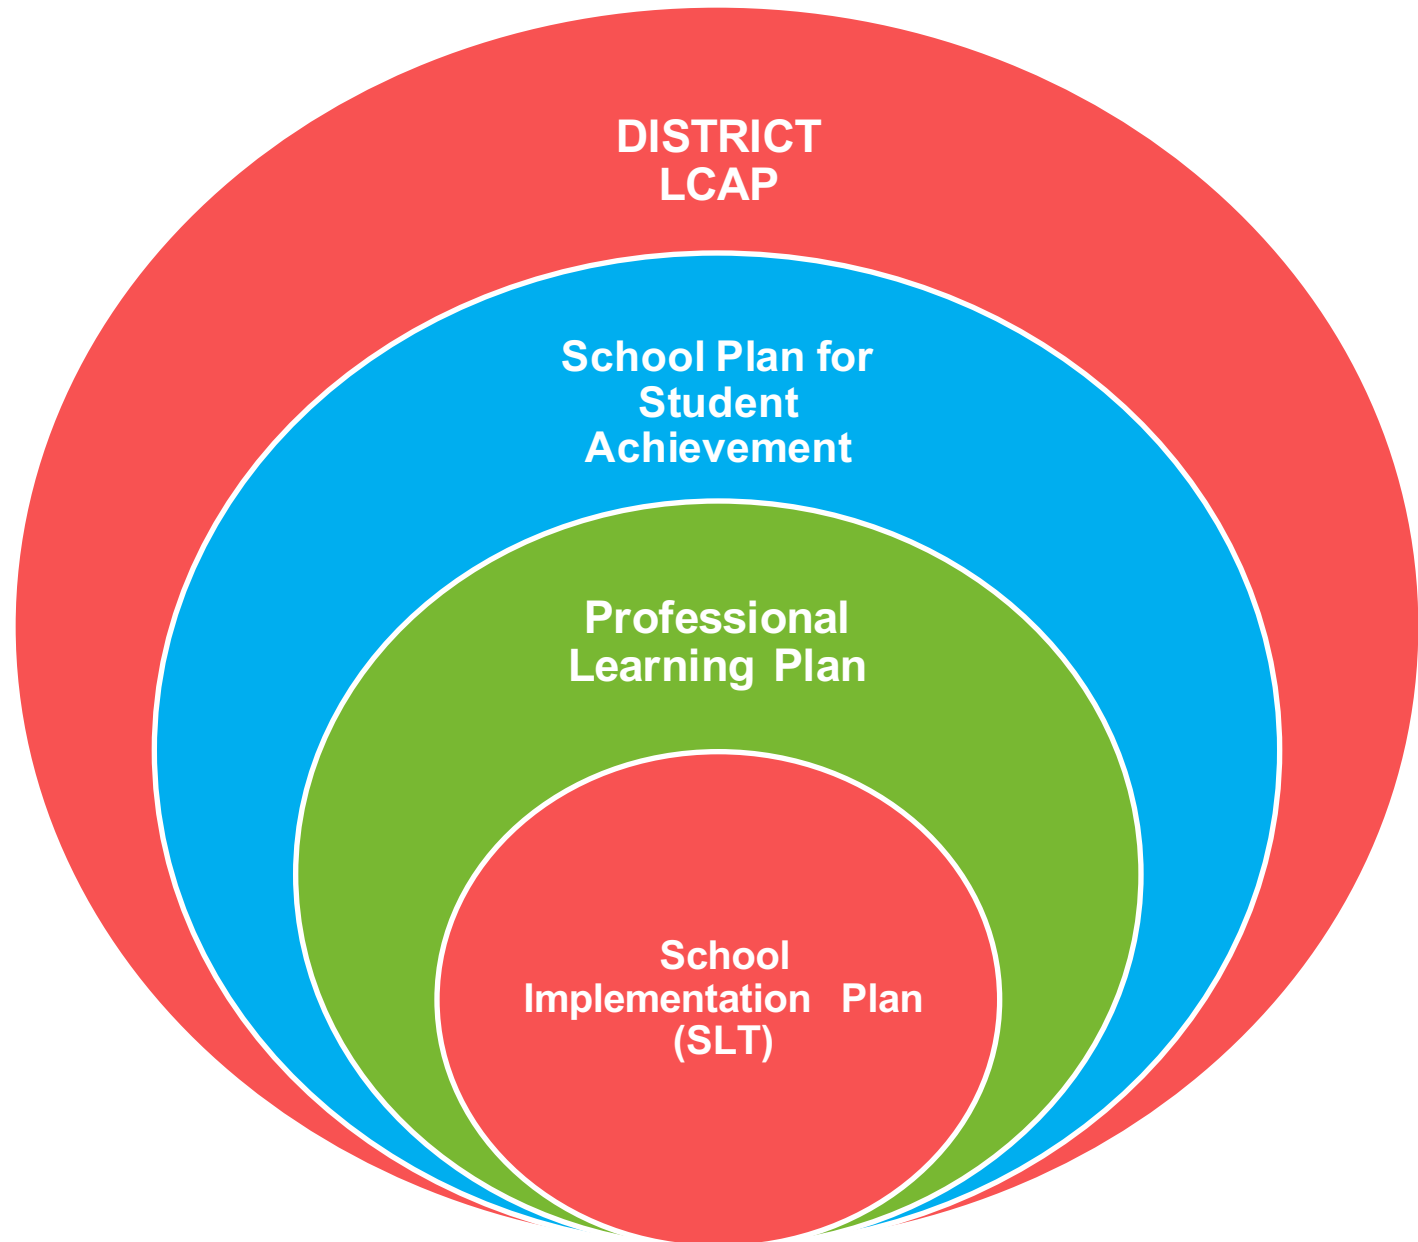 DISTRICT
LCAP
School Plan for
Student
Achievement
Professional
Learning Plan
School
Implementation Plan
(SLT)